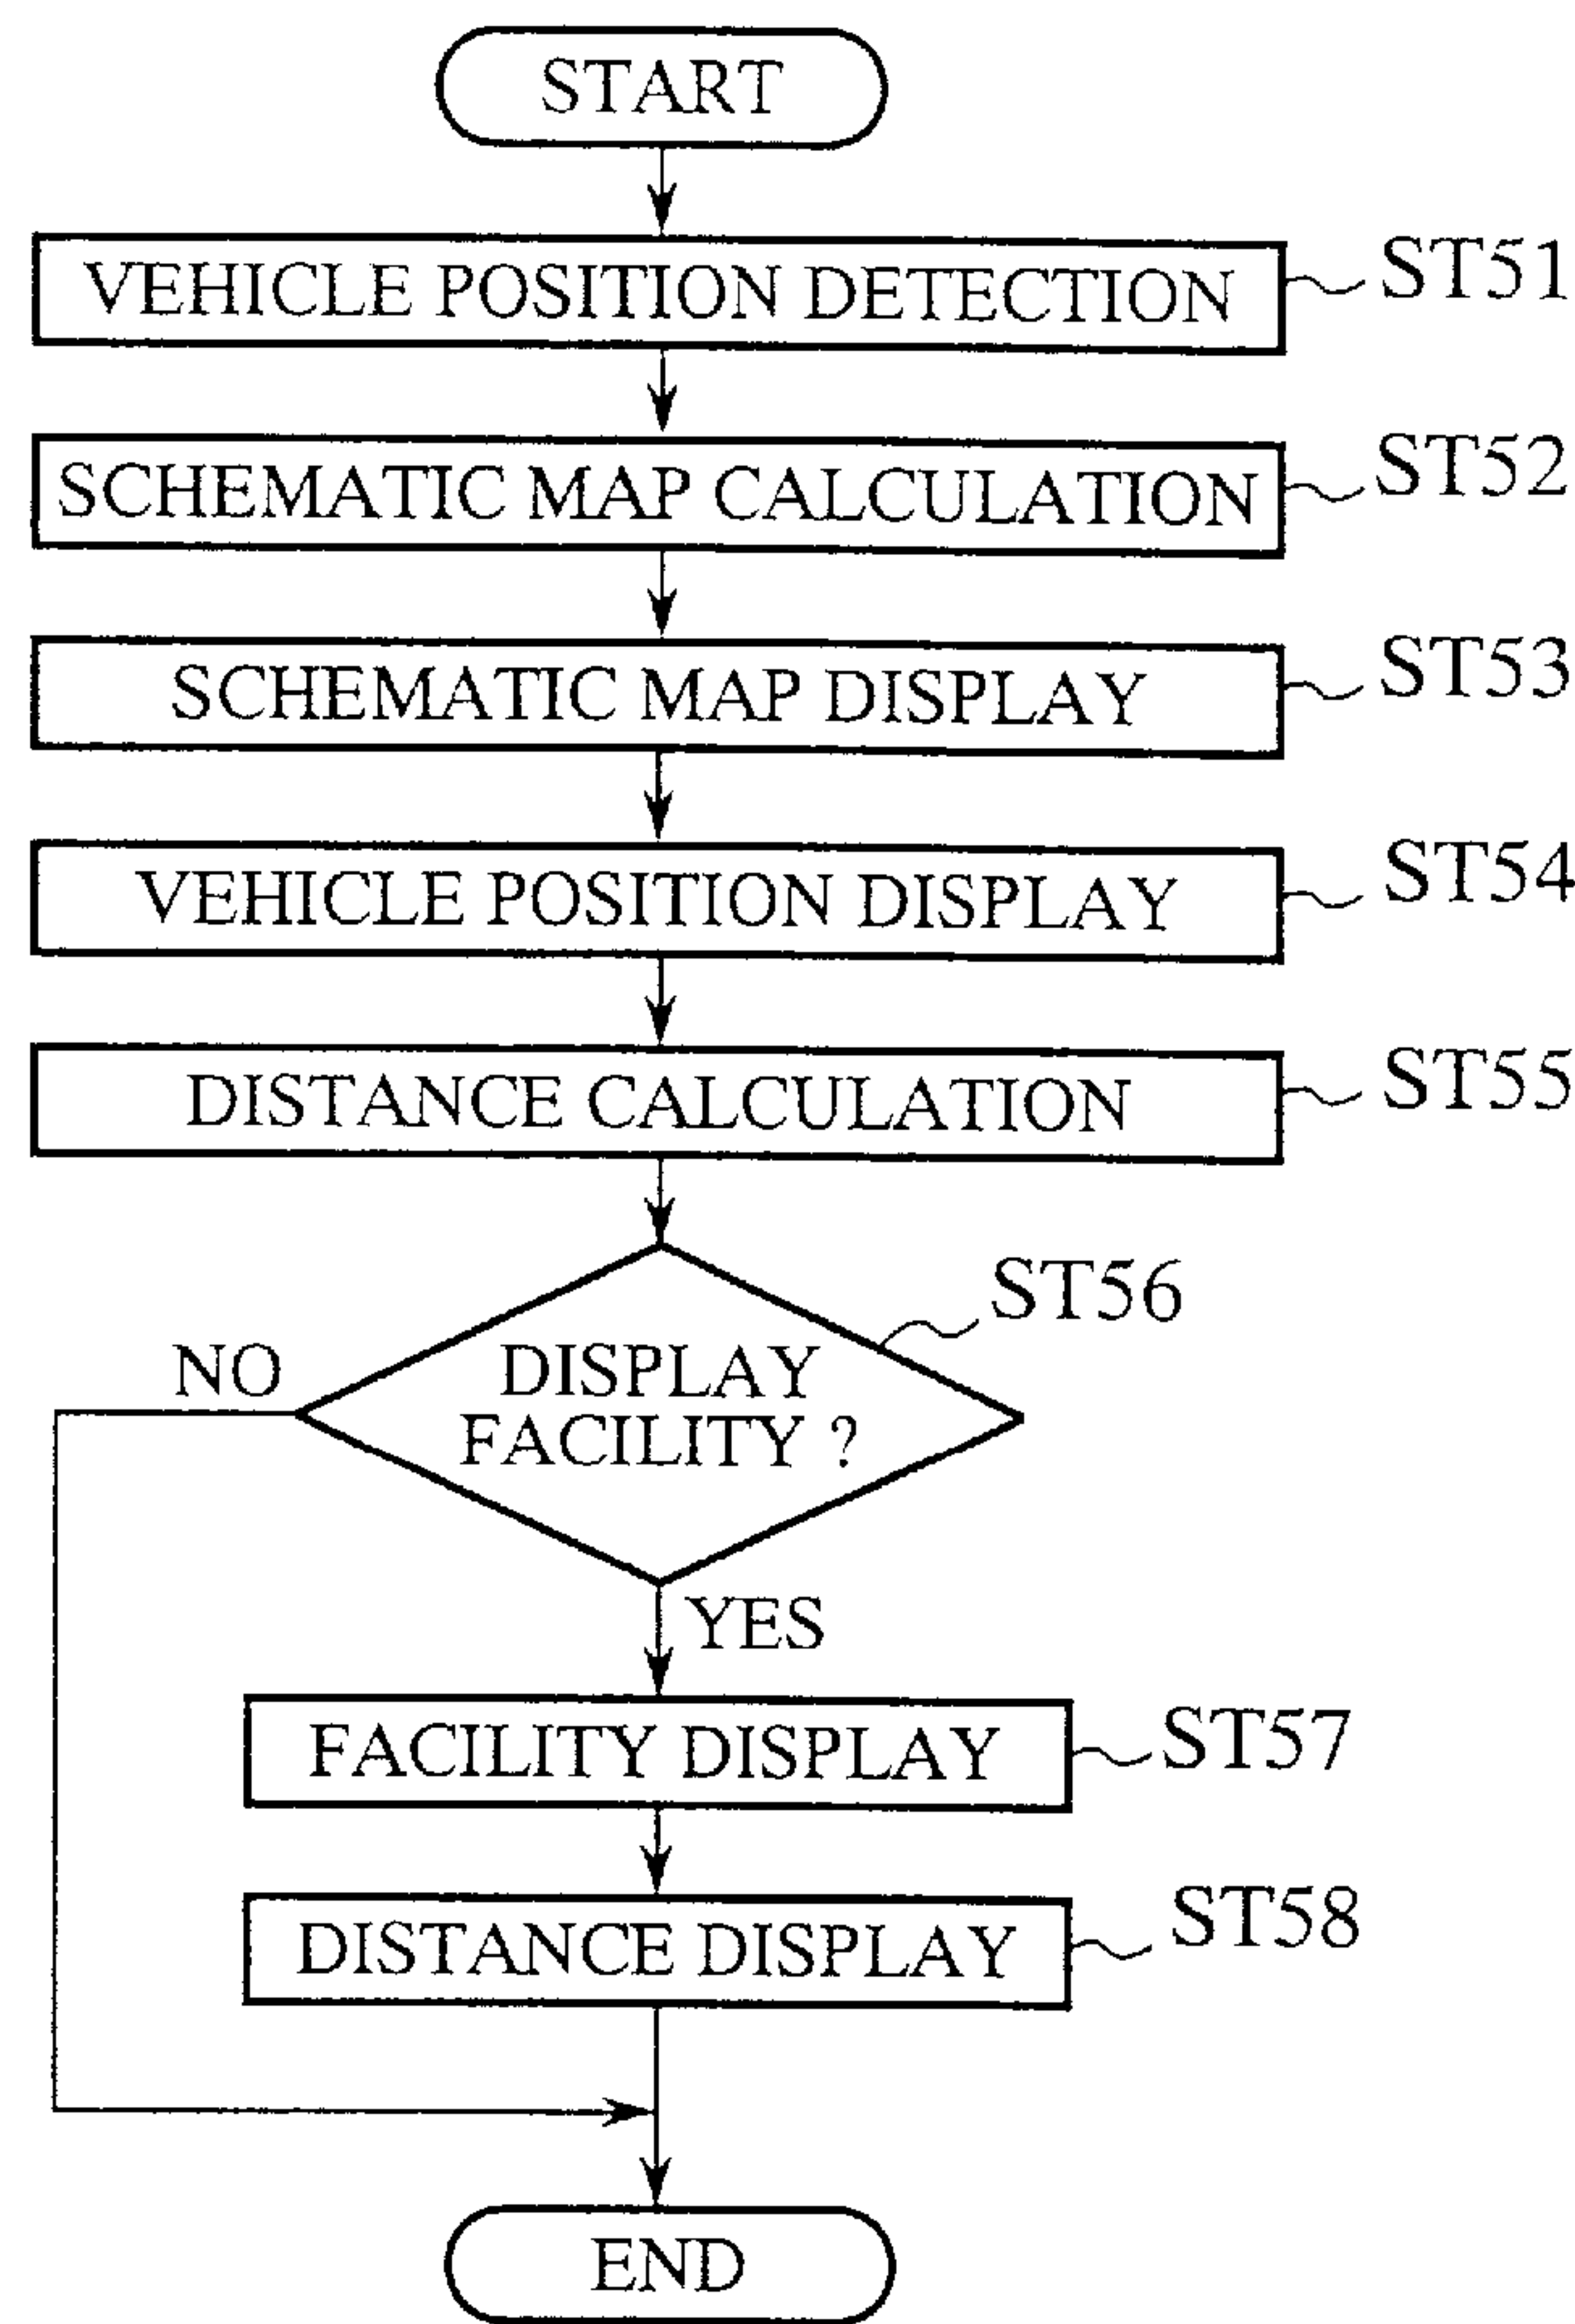 START
VEHICLE POSITION DETECTION
ST51
SCHEMATIC MAP CALCULATION
ST52
SCHEMATIC MAP DISPLAY
ST53
VEHICLE POSITION DISPLAY
ST54
DISTANCE CALCULATION
ST55
ST56
NO
DISPLAY
FACILITY ?
YES
FACILITY DISPLAY
ST57
DISTANCE DISPLAY
ST58
END